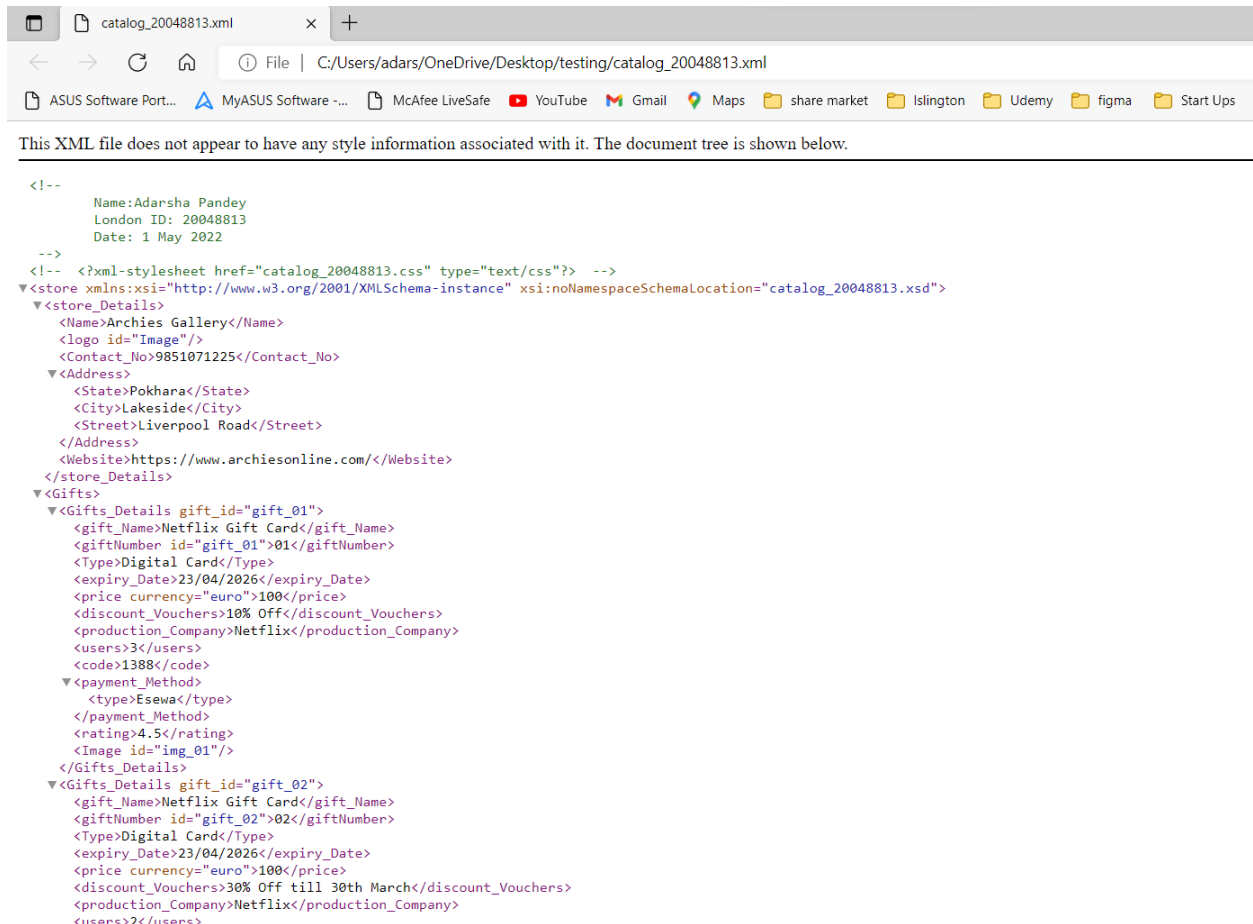 catalog_20048813.xml
File | C:/Users/adars/OneDrive/Desktop/testing/catalog_20048813.xml
ASUS Software Port... MyASUS Software -... McAfee LiveSafe YouTube Gmail Maps share market Islington Udemy figma Start Ups
This XML file does not appear to have any style information associated with it. The document tree is shown below.
<!--
Name:Adarsha Pandey
London ID: 20048813
Date: 1 May 2022
-->
<!-- <?xml-stylesheet href="catalog_20048813.css" type="text/css"?> -->
▼<store xmlns:xsi="http://www.w3.org/2001/XMLSchema-instance" xsi:noNamespaceSchemaLocation="catalog_20048813.xsd">
▼<store_Details>
<Name>Archies Gallery</Name>
<logo id="Image"/>
<Contact_No>9851071225</Contact_No>
▼<Address>
<State>Pokhara</State>
<City>Lakeside</City>
<Street>Liverpool Road</Street>
</Address>
<Website>https://www.archiesonline.com/</Website>
</store_Details>
▼<Gifts>
▼<Gifts_Details gift_id="gift_01">
<gift_Name>Netflix Gift Card</gift_Name>
<giftNumber id="gift_01">01</giftNumber>
<Type>Digital Card</Type>
<expiry_Date>23/04/2026</expiry_Date>
<price currency="euro">100</price>
<discount_Vouchers>10% Off</discount_Vouchers>
<production_Company>Netflix</production_Company>
<users>3</users>
<code>1388</code>
▼<payment_Method>
<type>Esewa</type>
</payment_Method>
<rating>4.5</rating>
<Image id="img_01"/>
</Gifts_Details>
▼<Gifts_Details gift_id="gift_02">
<gift_Name>Netflix Gift Card</gift_Name>
<giftNumber id="gift_02">02</giftNumber>
<Type>Digital Card</Type>
<expiry_Date>23/04/2026</expiry_Date>
<price currency="euro">100</price>
<discount_Vouchers>30% Off till 30th March</discount_Vouchers>
<production_Company>Netflix</production_Company>
<users>2</users>